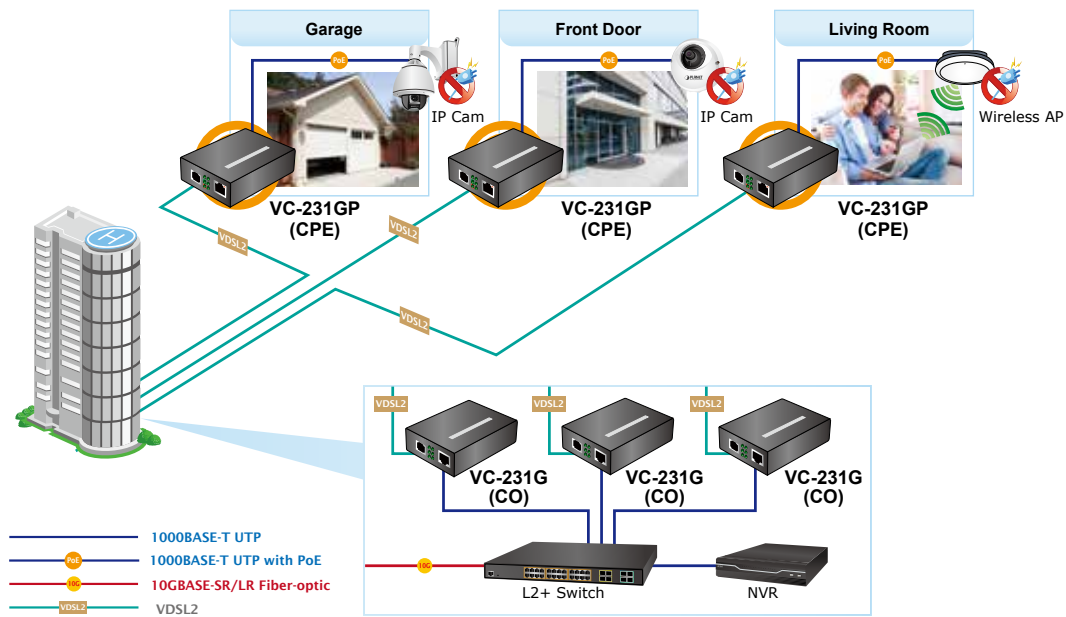 Garage
Front Door
Living Room
PoE
PoE
PoE
IP Cam
PLANET
IP Cam
Wireless AP
VC-231GP
(CPE)
VC-231GP
(CPE)
VC-231GP
(CPE)
H
VDSL2
VDSL2
VDSL2
VDSL2
VDSL2
VDSL2
VC-231G
(CO)
VC-231G
(CO)
VC-231G
(CO)
10G
L2+ Switch
NVR
1000BASE-T UTP
PoE
1000BASE-T UTP with PoE
10G
10GBASE-SR/LR Fiber-optic
VDSL2
VDSL2